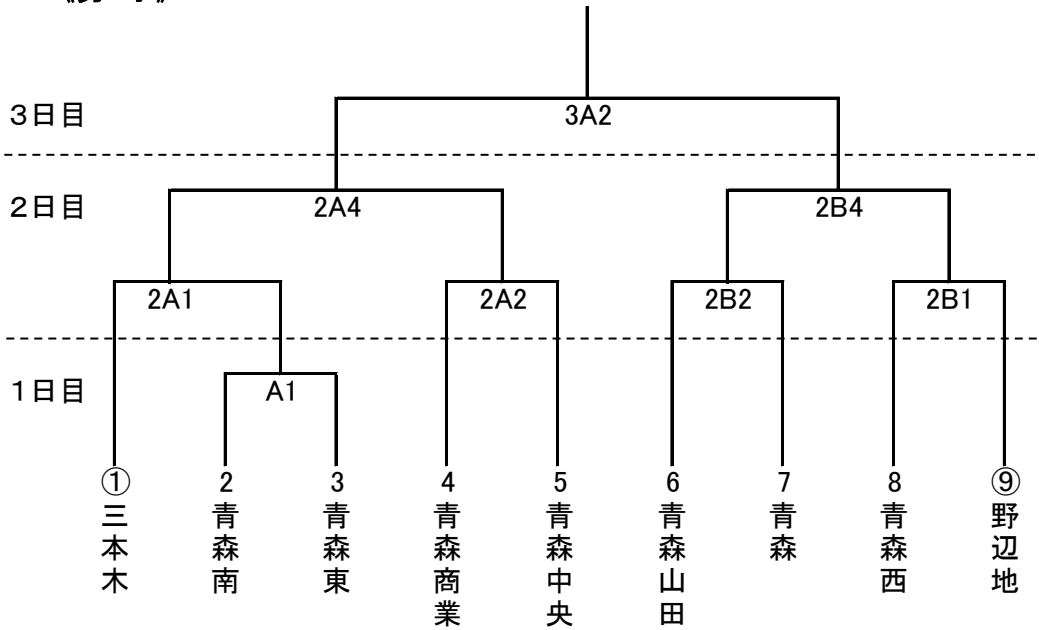 3日目
3A2
2日目
2A4
2B4
2A1
2A2
2B2
2B1
1日目
A1
①三本木
2青森南
3青森東
4青森商業
5青森中央
6青森山田
7青森
8青森西
⑨野辺地